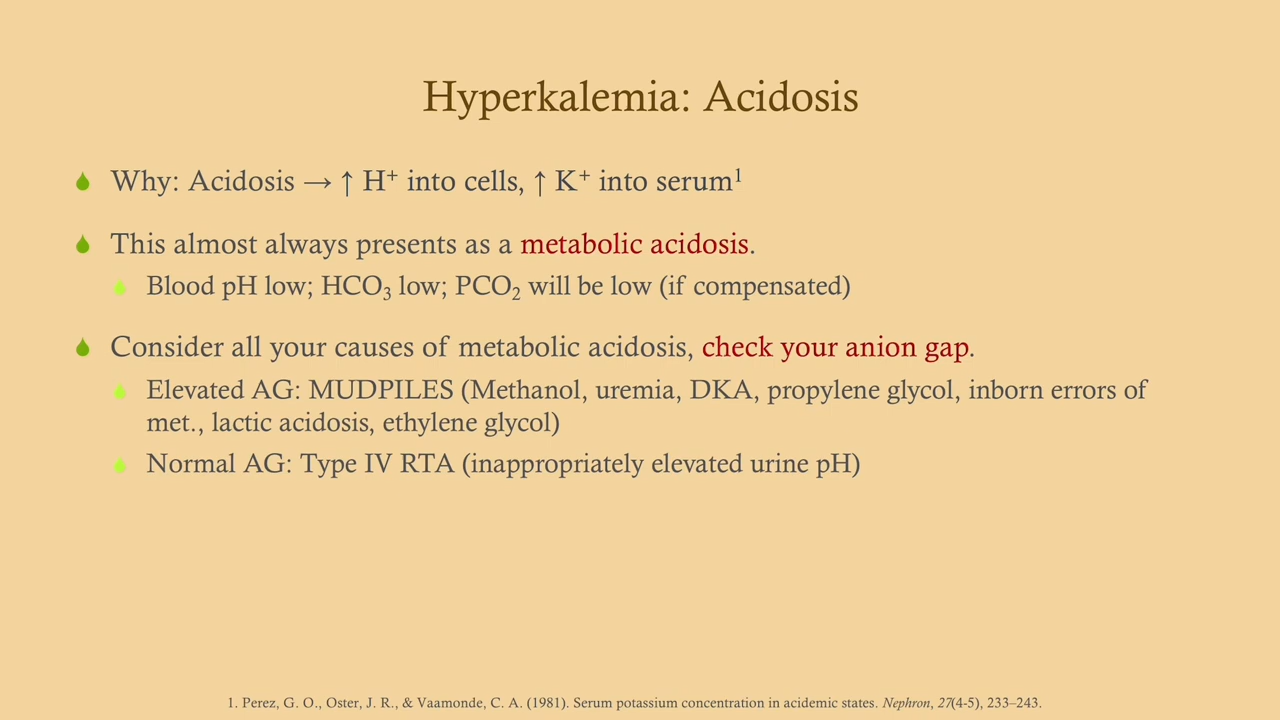 Hyperkalemia: Acidosis
Why: Acidosis → ↑ H⁺ into cells, ↑ K⁺ into serum¹
This almost always presents as a metabolic acidosis.
Blood pH low; HCO₃ low; PCO₂ will be low (if compensated)
Consider all your causes of metabolic acidosis, check your anion gap.
Elevated AG: MUDPILES (Methanol, uremia, DKA, propylene glycol, inborn errors of
met., lactic acidosis, ethylene glycol)
Normal AG: Type IV RTA (inappropriately elevated urine pH)
1. Perez, G. O., Oster, J. R., & Vaamonde, C. A. (1981). Serum potassium concentration in acidemic states. Nephron, 27(4-5), 233–243.